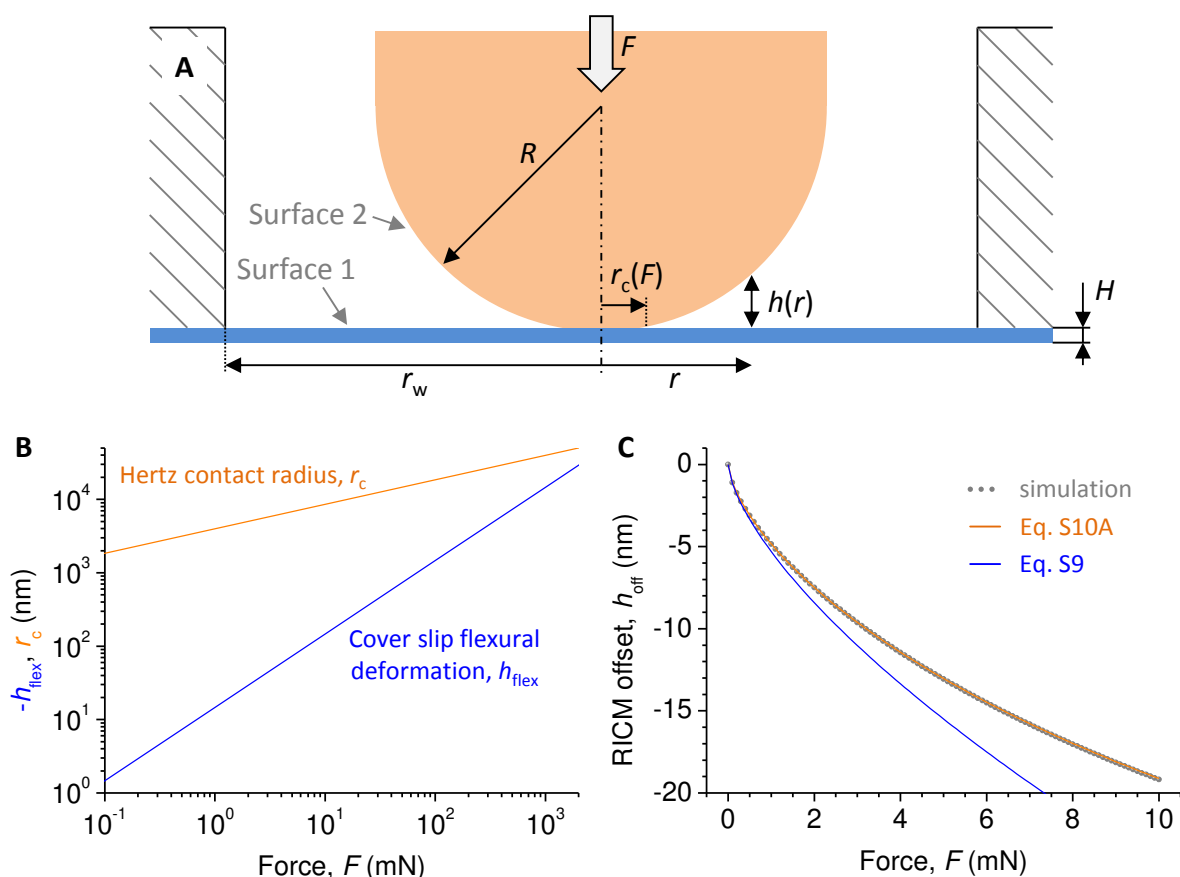 A
F
R
Surface 2
Surface 1
r_c(F)
h(r)
H
r_w
r
B
Hertz contact radius, r_c
Cover slip flexural
deformation, h_flex
-h_flex, r_c (nm)
10^4
10^3
10^2
10^1
10^0
10^-1 10^0 10^1 10^2 10^3
Force, F (mN)
C
simulation
Eq. S10A
Eq. S9
RICM offset, h_off (nm)
0
-5
-10
-15
-20
0 2 4 6 8 10
Force, F (mN)